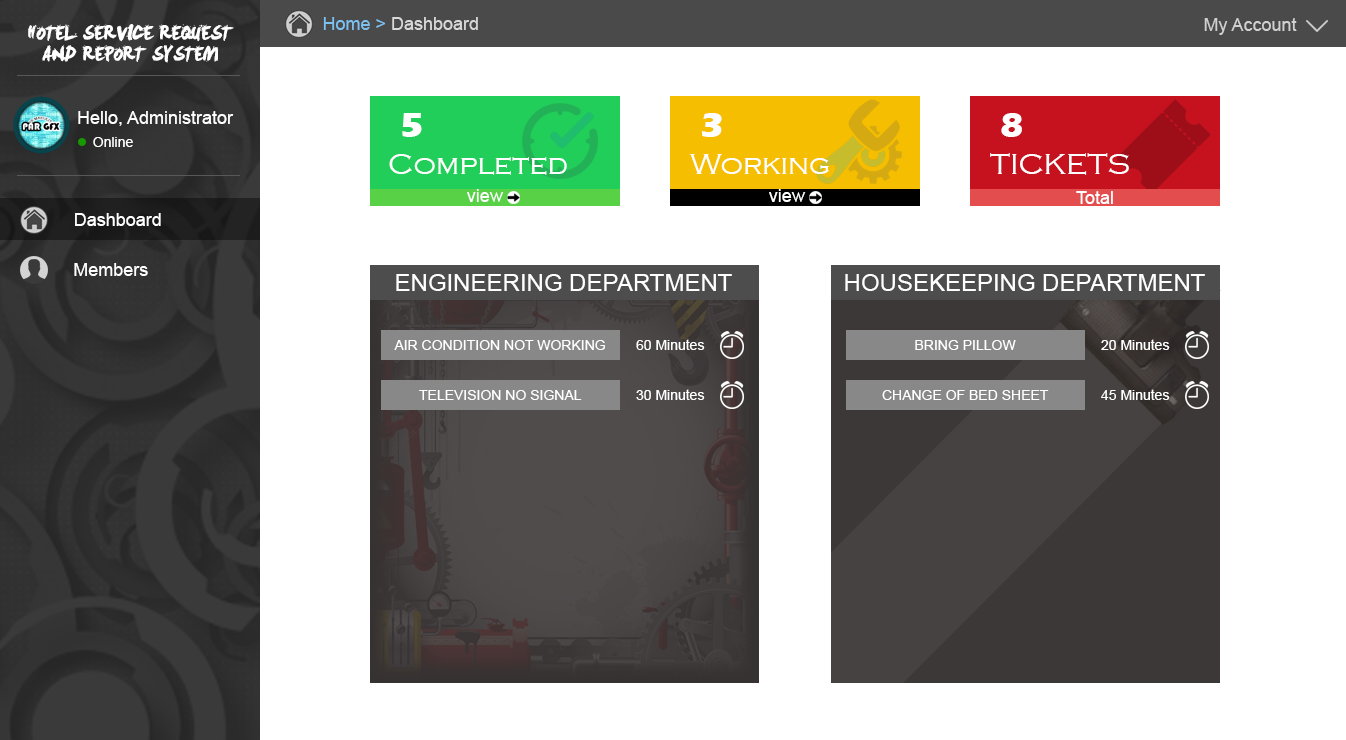 HOTEL SERVICE REQUEST
AND REPORT SYSTEM
PAR GFX
Hello, Administrator
Online
Dashboard
Members
Home > Dashboard
My Account
5
COMPLETED
view
3
WORKING
view
8
TICKETS
Total
ENGINEERING DEPARTMENT
AIR CONDITION NOT WORKING 60 Minutes
TELEVISION NO SIGNAL 30 Minutes
HOUSEKEEPING DEPARTMENT
BRING PILLOW 20 Minutes
CHANGE OF BED SHEET 45 Minutes